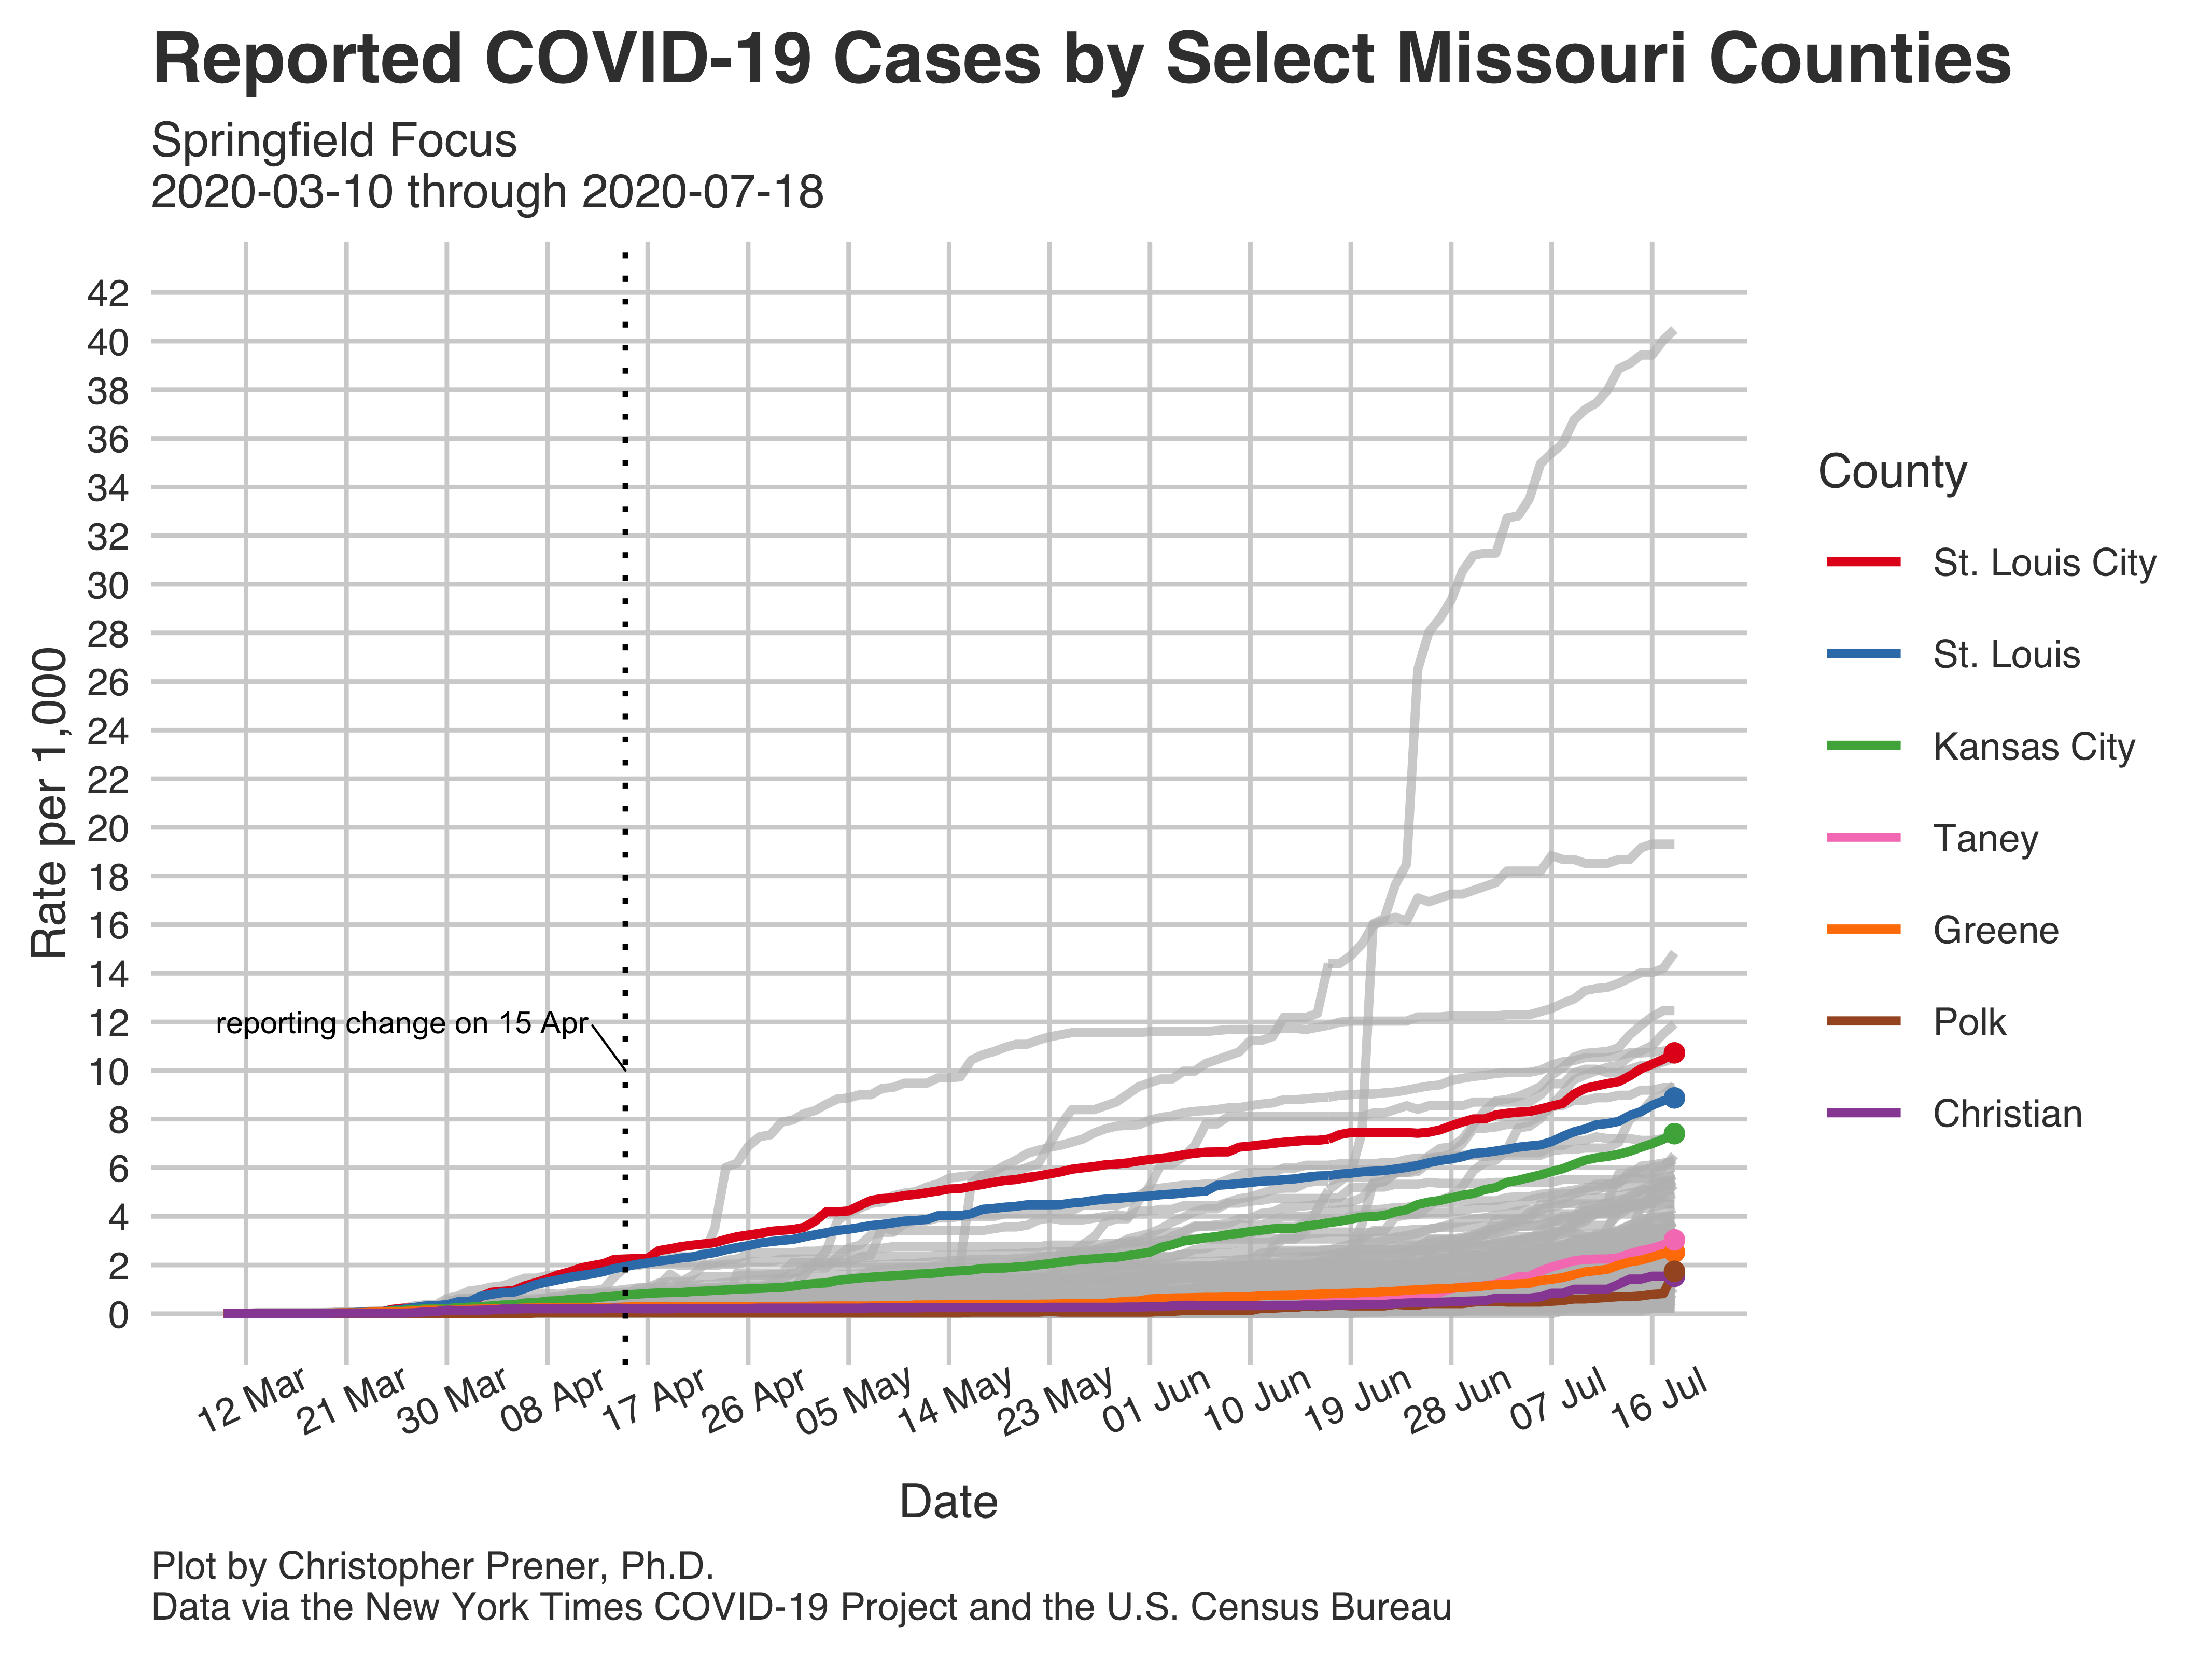 Reported COVID-19 Cases by Select Missouri Counties
Springfield Focus
2020-03-10 through 2020-07-18
42
40
38
36
34
32
30
28
26
24
22
20
18
16
14
12
10
8
6
4
2
0
Rate per 1,000
reporting change on 15 Apr
12 Mar
21 Mar
30 Mar
08 Apr
17 Apr
26 Apr
05 May
14 May
23 May
01 Jun
10 Jun
19 Jun
28 Jun
07 Jul
16 Jul
Date
County
St. Louis City
St. Louis
Kansas City
Taney
Greene
Polk
Christian
Plot by Christopher Prener, Ph.D.
Data via the New York Times COVID-19 Project and the U.S. Census Bureau